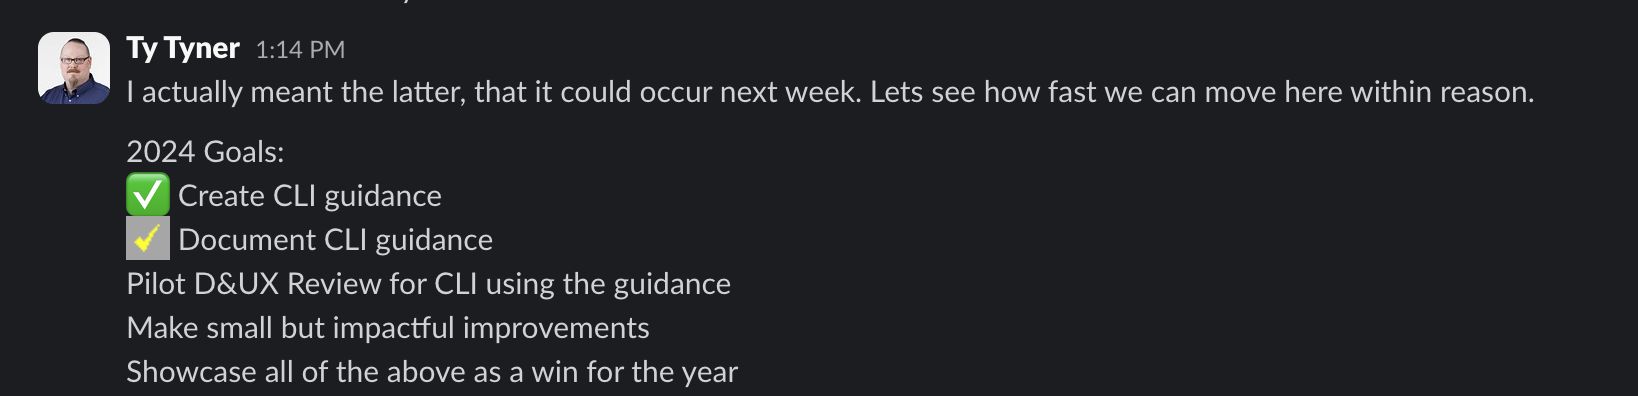 Ty Tyner 1:14 PM
I actually meant the latter, that it could occur next week. Lets see how fast we can move here within reason.
2024 Goals:
✅ Create CLI guidance
✓ Document CLI guidance
Pilot D&UX Review for CLI using the guidance
Make small but impactful improvements
Showcase all of the above as a win for the year